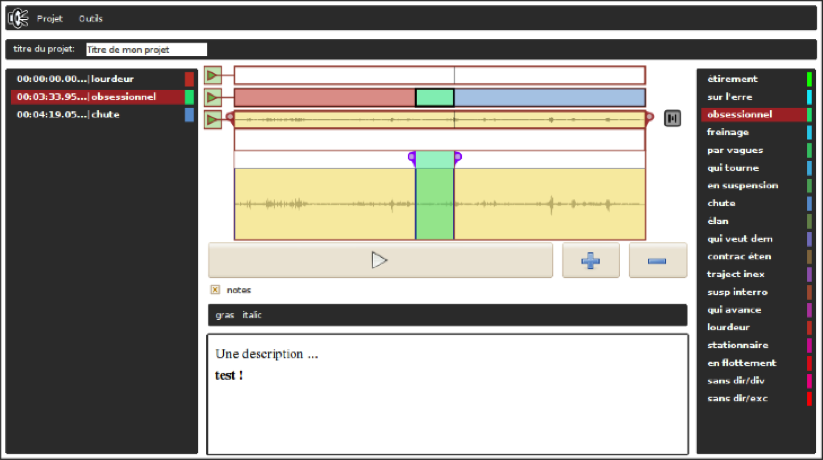 Projet Outils
titre du projet: Titre de mon projet
00:00:00.00...|lourdeur
00:03:33.95...|obsessionnel
00:04:19.05...|chute
notes
gras italic
Une description ...
test !
étirement
sur l'erre
obsessionnel
freinage
par vagues
qui tourne
en suspension
chute
élan
qui veut dem
contrac éten
traject inex
susp interro
qui avance
lourdeur
stationnaire
en flottement
sans dir/div
sans dir/exc